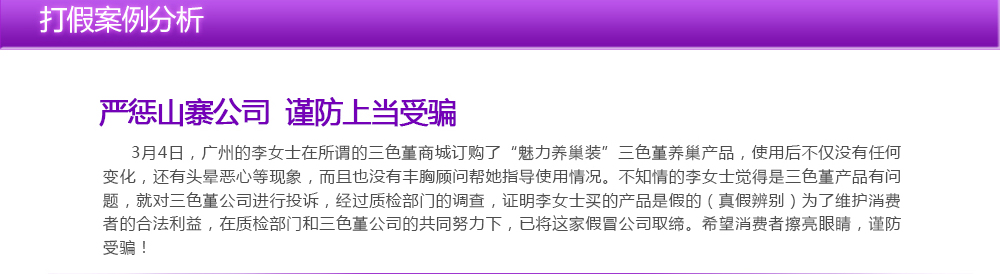 打假案例分析
严惩山寨公司 谨防上当受骗
3月4日，广州的李女士在所谓的三色堇商城订购了“魅力养巢装”三色堇养巢产品，使用后不仅没有任何
变化，还有头晕恶心等现象，而且也没有丰胸顾问帮她指导使用情况。不知情的李女士觉得是三色堇产品有问
题，就对三色堇公司进行投诉，经过质检部门的调查，证明李女士买的产品是假的（真假辨别）为了维护消费
者的合法利益，在质检部门和三色堇公司的共同努力下，已将这家假冒公司取缔。希望消费者擦亮眼睛，谨防
受骗！